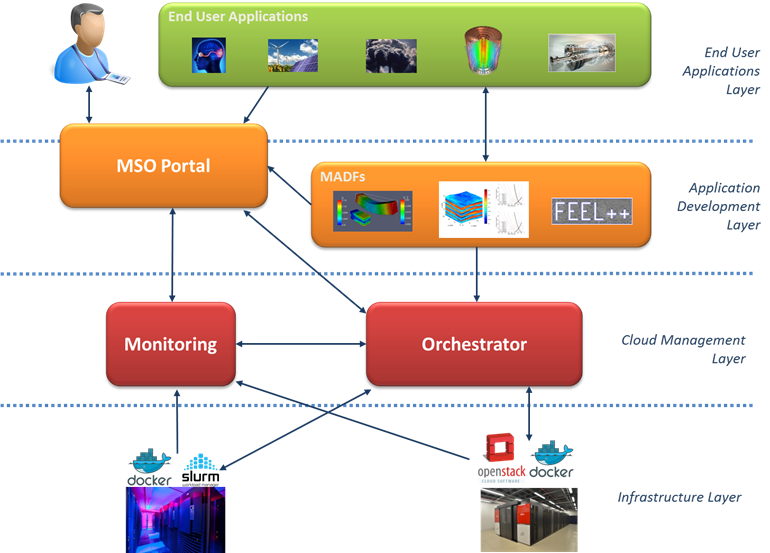 End User Applications
End User
Applications
Layer
MSO Portal
MADFs
FEEL++
Application
Development
Layer
Monitoring
Orchestrator
Cloud Management
Layer
docker
slurm
workload manager
openstack
CLOUD SOFTWARE
docker
Infrastructure Layer